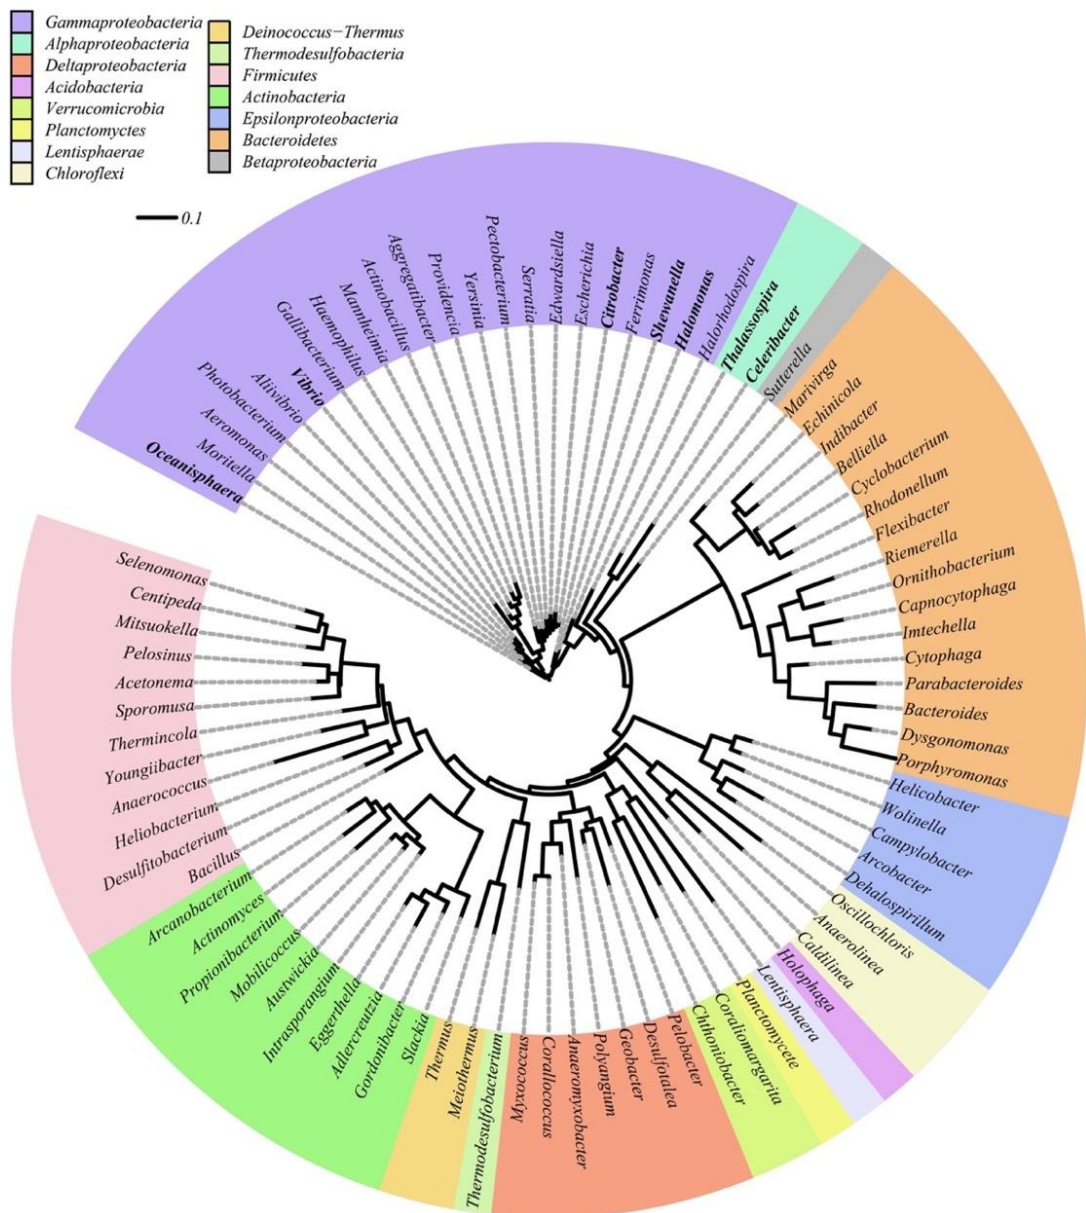 Gammaproteobacteria
Alphaproteobacteria
Deltaproteobacteria
Acidobacteria
Verrucomicrobia
Planctomyctes
Lentisphaerae
Chloroflexi
Deinococcus−Thermus
Thermodesulfobacteria
Firmicutes
Actinobacteria
Epsilonproteobacteria
Bacteroidetes
Betaproteobacteria
0.1
Oceanisphaera
Moritella
Aeromonas
Photobacterium
Aliivibrio
Vibrio
Gallibacterium
Haemophilus
Mannheimia
Actinobacillus
Aggregatibacter
Providencia
Yersinia
Pectobacterium
Serratia
Edwardsiella
Escherichia
Citrobacter
Ferrimonas
Shewanella
Halomonas
Halorhodospira
Thalassospira
Celeribacter
Sutterella
Marivirga
Echinicola
Indibacter
Belliella
Cyclobacterium
Rhodonellum
Flexibacter
Riemerella
Ornithobacterium
Capnocytophaga
Imtechella
Cytophaga
Parabacteroides
Bacteroides
Dysgonomonas
Porphyromonas
Helicobacter
Wolinella
Campylobacter
Arcobacter
Dehalospirillum
Oscillochloris
Anaerolinea
Caldilinea
Holophaga
Lentisphaera
Planctomycete
Coraliomargarita
Chthoniobacter
Pelobacter
Desulfotalea
Geobacter
Polyangium
Anaeromyxobacter
Corallococcus
Myxococcus
Thermodesulfobacterium
Meiothermus
Thermus
Slackia
Gordonibacter
Adlercreutzia
Eggerthella
Intrasporangium
Austwickia
Mobilicoccus
Propionibacterium
Actinomyces
Arcanobacterium
Bacillus
Desulfitobacterium
Heliobacterium
Anaerococcus
Youngiibacter
Thermincola
Sporomusa
Acetonema
Pelosinus
Mitsuokella
Centipeda
Selenomonas